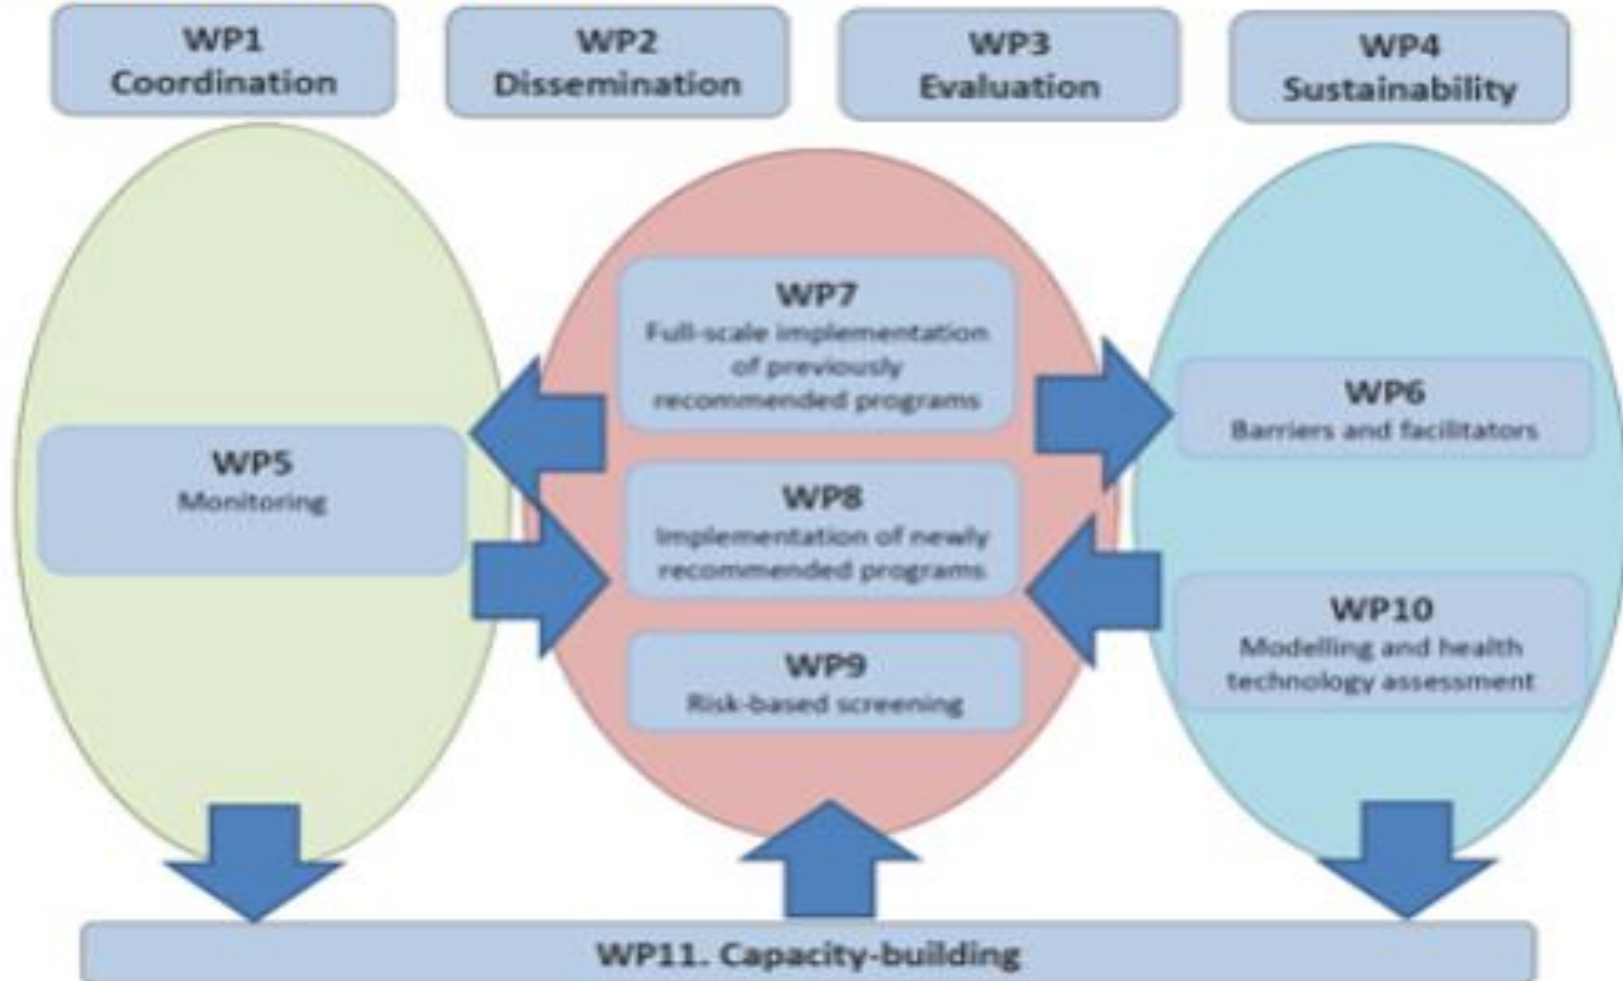 WP1
Coordination
WP2
Dissemination
WP3
Evaluation
WP4
Sustainability
WP5
Monitoring
WP7
Full-scale implementation
of previously
recommended programs
WP8
Implementation of newly
recommended programs
WP9
Risk-based screening
WP6
Barriers and facilitators
WP10
Modelling and health
technology assessment
WP11. Capacity-building